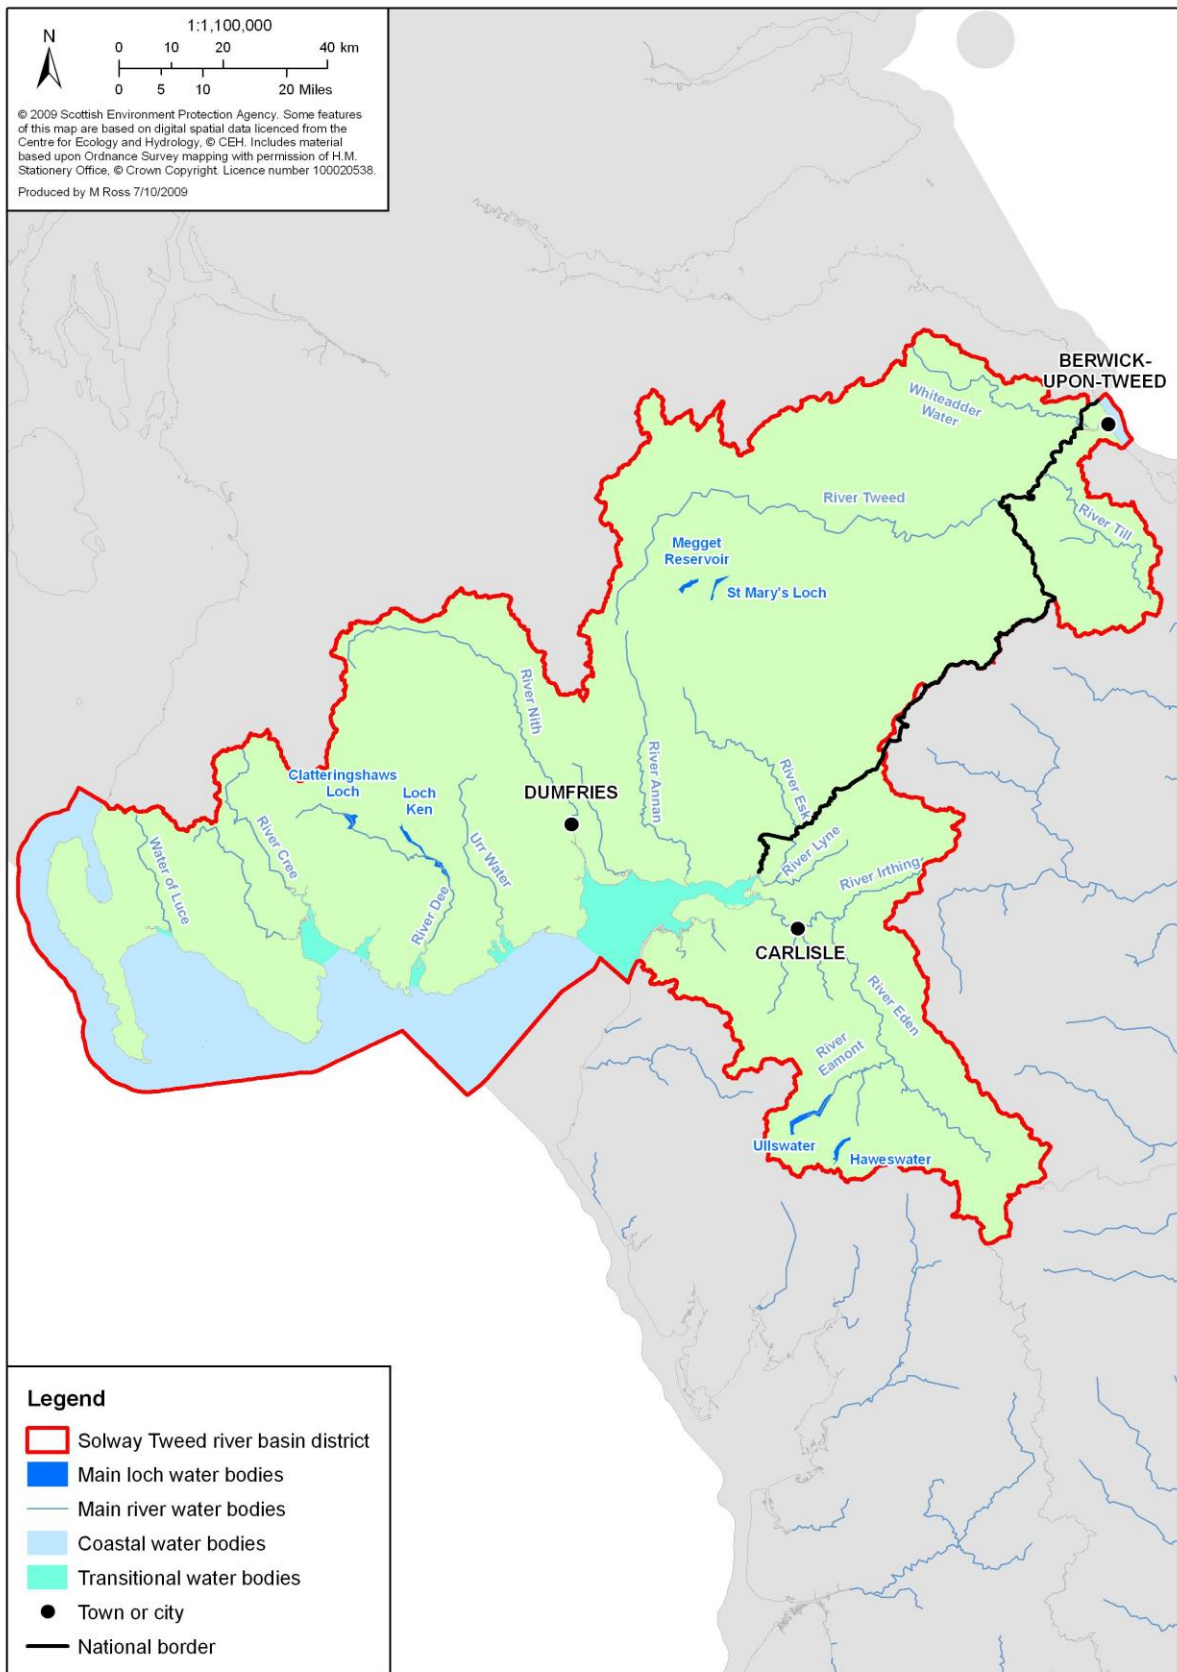 1:1,100,000
N
0 10 20 40 km
0 5 10 20 Miles
© 2009 Scottish Environment Protection Agency. Some features
of this map are based on digital spatial data licenced from the
Centre for Ecology and Hydrology, © CEH. Includes material
based upon Ordnance Survey mapping with permission of H.M.
Stationery Office, © Crown Copyright. Licence number 100020538.
Produced by M Ross 7/10/2009
BERWICK-
UPON-TWEED
Whiteadder
Water
River Tweed
River Till
Megget
Reservoir
St Mary's Loch
River Nith
River Annan
River Esk
Clatteringshaws
Loch
Loch
Ken
DUMFRIES
Water of Luce
River Cree
River Dee
Urr Water
River Lyne
River Irthing
CARLISLE
River Eden
River
Eamont
Ullswater
Haweswater
Legend
Solway Tweed river basin district
Main loch water bodies
Main river water bodies
Coastal water bodies
Transitional water bodies
Town or city
National border